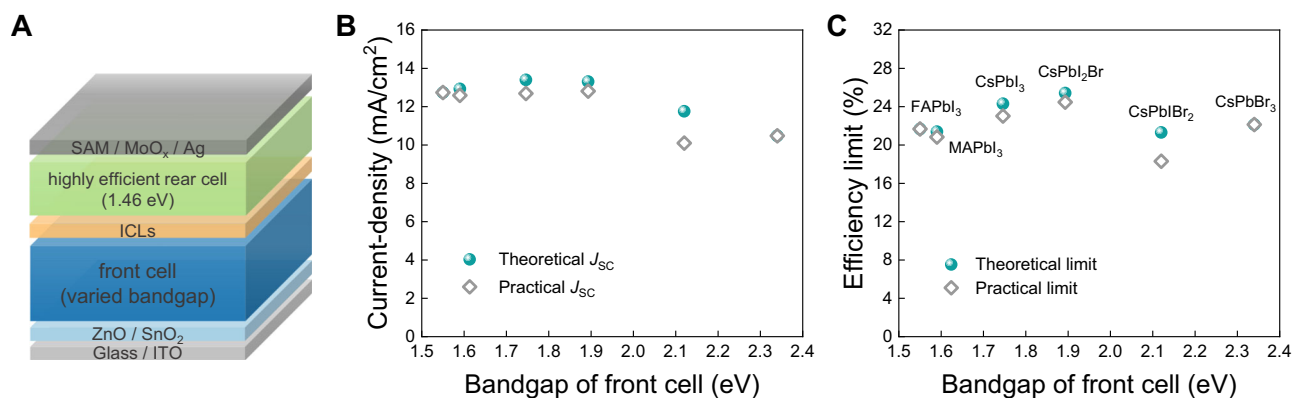 A
SAM / MoOₓ / Ag
highly efficient rear cell
(1.46 eV)
ICLs
front cell
(varied bandgap)
ZnO / SnO₂
Glass / ITO
B
Current-density (mA/cm²)
16
14
12
10
8
6
4
2
0
Theoretical J_SC
Practical J_SC
1.5 1.6 1.7 1.8 1.9 2.0 2.1 2.2 2.3 2.4
Bandgap of front cell (eV)
C
Efficiency limit (%)
32
28
24
20
16
12
8
4
0
FAPbI₃
MAPbI₃
CsPbI₃
CsPbI₂Br
CsPbIBr₂
CsPbBr₃
Theoretical limit
Practical limit
1.5 1.6 1.7 1.8 1.9 2.0 2.1 2.2 2.3 2.4
Bandgap of front cell (eV)